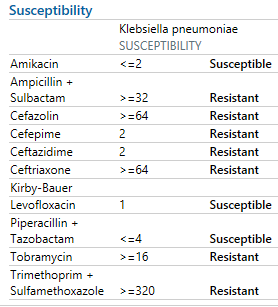 Susceptibility
Klebsiella pneumoniae
SUSCEPTIBILITY
Amikacin <=2 Susceptible
Ampicillin +
Sulbactam >=32 Resistant
Cefazolin >=64 Resistant
Cefepime 2 Resistant
Ceftazidime 2 Resistant
Ceftriaxone >=64 Resistant
Kirby-Bauer
Levofloxacin 1 Susceptible
Piperacillin +
Tazobactam <=4 Susceptible
Tobramycin >=16 Resistant
Trimethoprim +
Sulfamethoxazole >=320 Resistant